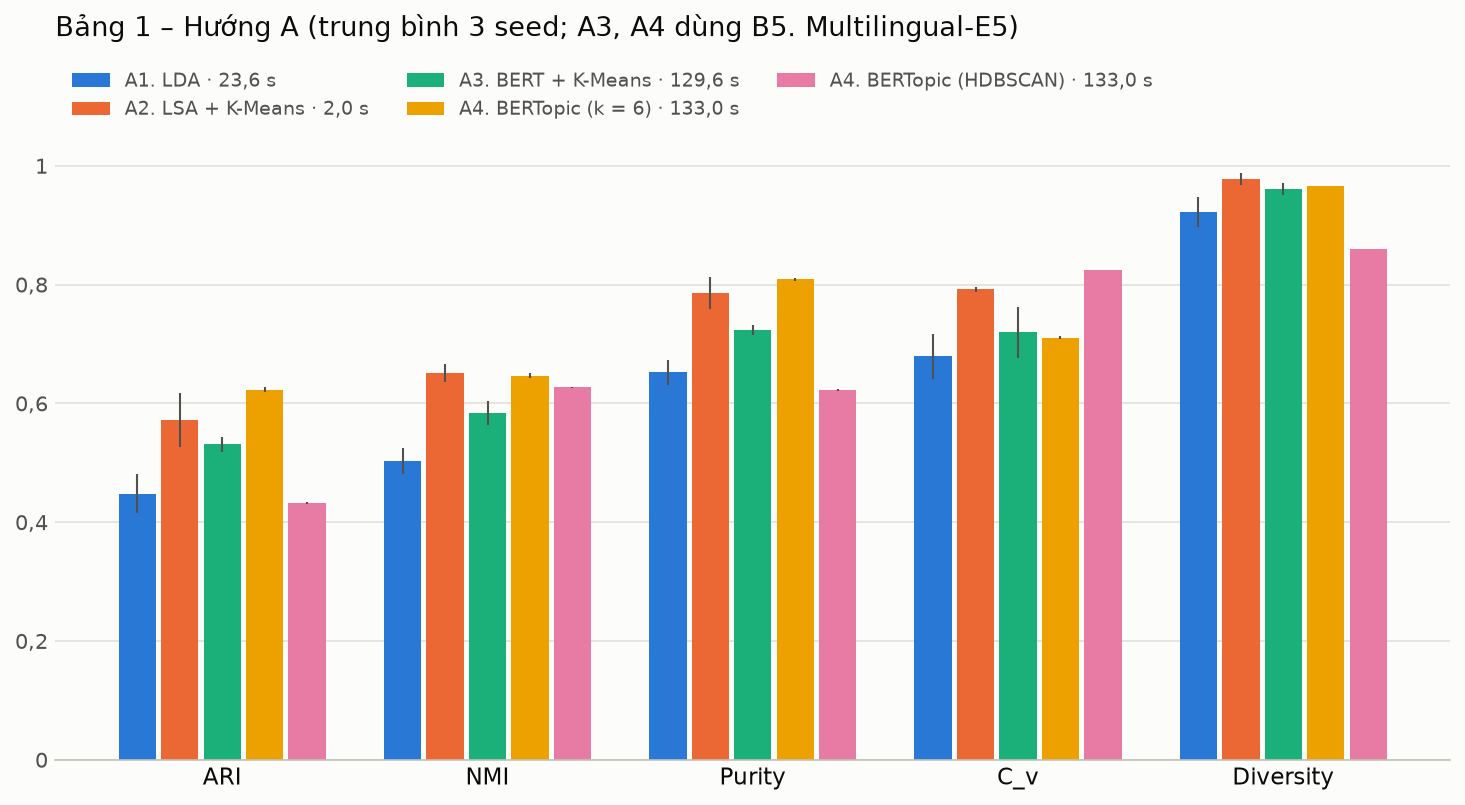 Bảng 1 – Hướng A (trung bình 3 seed; A3, A4 dùng B5. Multilingual-E5)
A1. LDA · 23,6 s
A2. LSA + K-Means · 2,0 s
A3. BERT + K-Means · 129,6 s
A4. BERTopic (k = 6) · 133,0 s
A4. BERTopic (HDBSCAN) · 133,0 s
1
0,8
0,6
0,4
0,2
0
ARI
NMI
Purity
C_v
Diversity